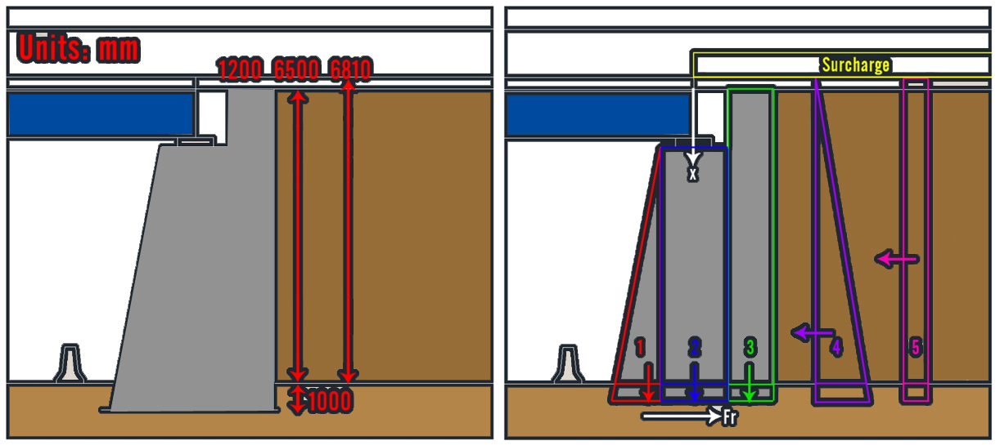 Units: mm
1200 6500 6810
1000
Surcharge
x
1 2 3 4 5
Fr